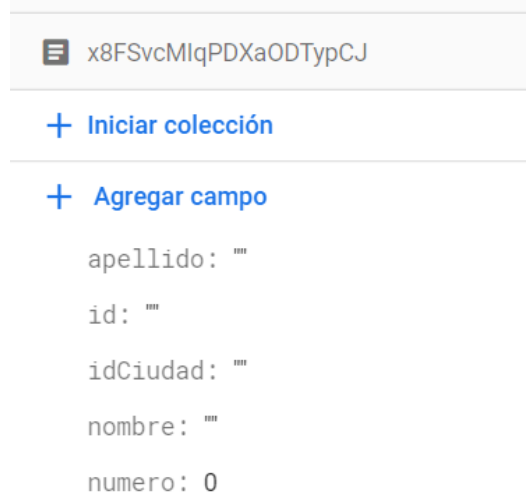 x8FSvcMIqPDXaODTypCJ
+ Iniciar colección
+ Agregar campo
apellido: ""
id: ""
idCiudad: ""
nombre: ""
numero: 0